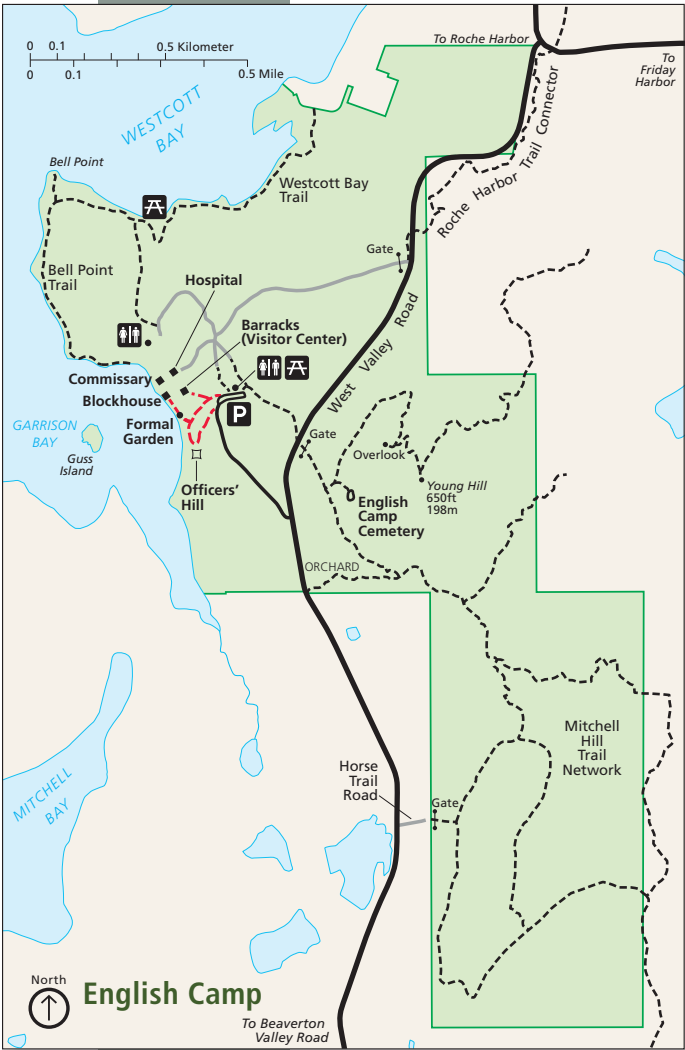 To Roche Harbor
To
Friday
Harbor
0 0.1 0.5 Kilometer
0 0.1 0.5 Mile
WESTCOTT
BAY
Roche Harbor Trail Connector
Bell Point
Westcott Bay
Trail
Gate
Bell Point
Trail
Hospital
Barracks
(Visitor Center)
West Valley Road
Commissary
Blockhouse
P
Formal
Garden
GARRISON
BAY
Guss
Island
Gate
Overlook
Young Hill
650ft
198m
Officers'
Hill
English
Camp
Cemetery
ORCHARD
Mitchell
Hill
Trail
Network
Horse
Trail
Road
Gate
MITCHELL
BAY
North
English Camp
To Beaverton
Valley Road